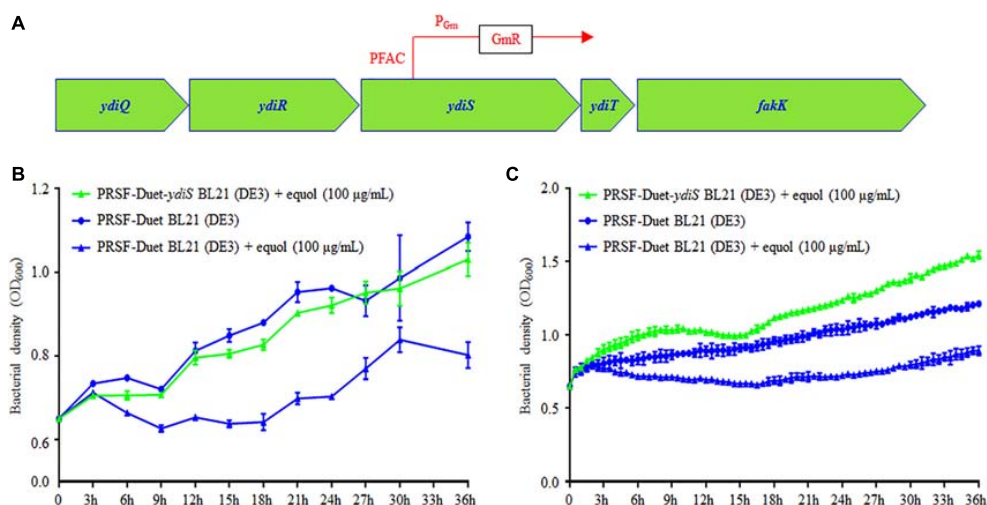 A
P_Gm
GmR
PFAC
ydiQ
ydiR
ydiS
ydiT
fakK
B
1.2
1.0
0.8
0.6
0.0
Bacterial density (OD600)
PRSF-Duet-ydiS BL21 (DE3) + equol (100 μg/mL)
PRSF-Duet BL21 (DE3)
PRSF-Duet BL21 (DE3) + equol (100 μg/mL)
0 3h 6h 9h 12h 15h 18h 21h 24h 27h 30h 33h 36h
C
2.0
1.5
1.0
0.5
0.0
Bacterial density (OD600)
PRSF-Duet-ydiS BL21 (DE3) + equol (100 μg/mL)
PRSF-Duet BL21 (DE3)
PRSF-Duet BL21 (DE3) + equol (100 μg/mL)
0 3h 6h 9h 12h 15h 18h 21h 24h 27h 30h 33h 36h